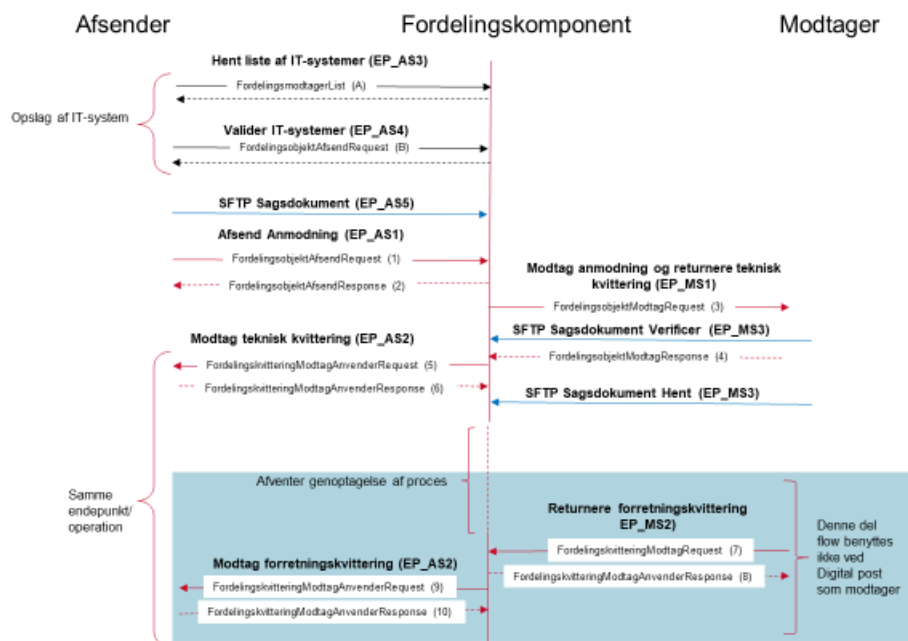 Afsender
Fordelingskomponent
Modtager
Hent liste af IT-systemer (EP_AS3)
FordelingsmodtagerList (A)
Opslag af IT-system
Valider IT-systemer (EP_AS4)
FordelingsobjektAfsendRequest (B)
SFTP Sagsdokument (EP_AS5)
Afsend Anmodning (EP_AS1)
FordelingsobjektAfsendRequest (1)
FordelingsobjektAfsendResponse (2)
Modtag anmodning og returnere teknisk
kvittering (EP_MS1)
FordelingsobjektModtagRequest (3)
SFTP Sagsdokument Verificer (EP_MS3)
FordelingsobjektModtagResponse (4)
Modtag teknisk kvittering (EP_AS2)
FordelingskvitteringModtagAnvenderRequest (5)
FordelingskvitteringModtagAnvenderResponse (6)
SFTP Sagsdokument Hent (EP_MS3)
Afventer genoptagelse af proces
Samme
endepunkt/
operation
Returnere forretningskvittering
EP_MS2)
FordelingskvitteringModtagRequest (7)
FordelingskvitteringModtagAnvenderResponse (8)
Denne del
flow benyttes
ikke ved
Digital post
som modtager
Modtag forretningskvittering (EP_AS2)
FordelingskvitteringModtagAnvenderRequest (9)
FordelingskvitteringModtagAnvenderResponse (10)